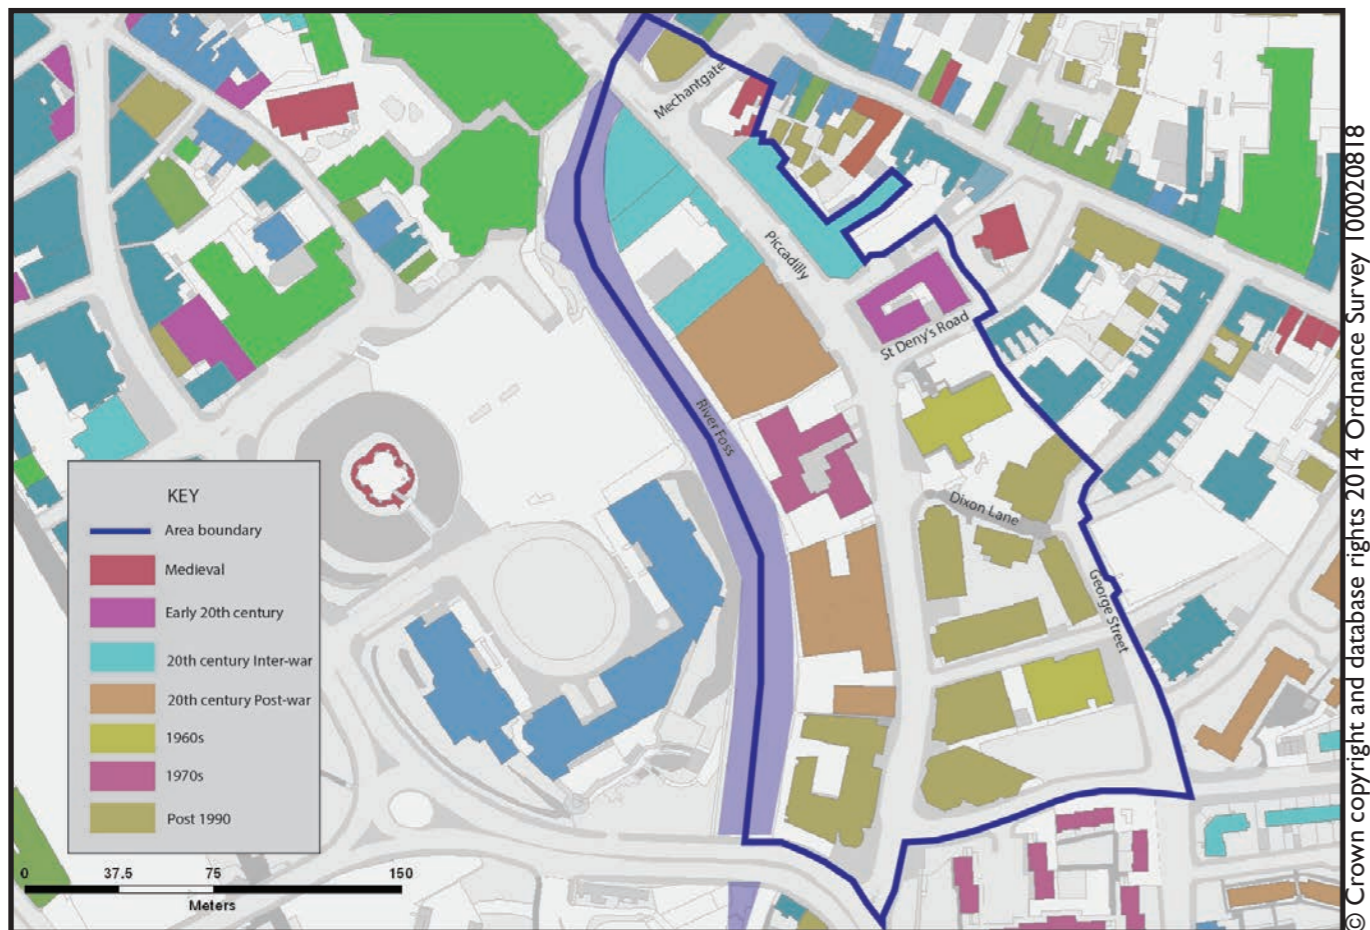 Mechantgate
Piccadilly
St Deny's Road
River Foss
Dixon Lane
George Street
KEY
Area boundary
Medieval
Early 20th century
20th century Inter-war
20th century Post-war
1960s
1970s
Post 1990
0 37.5 75 150
Meters
© Crown copyright and database rights 2014 Ordnance Survey 100020818